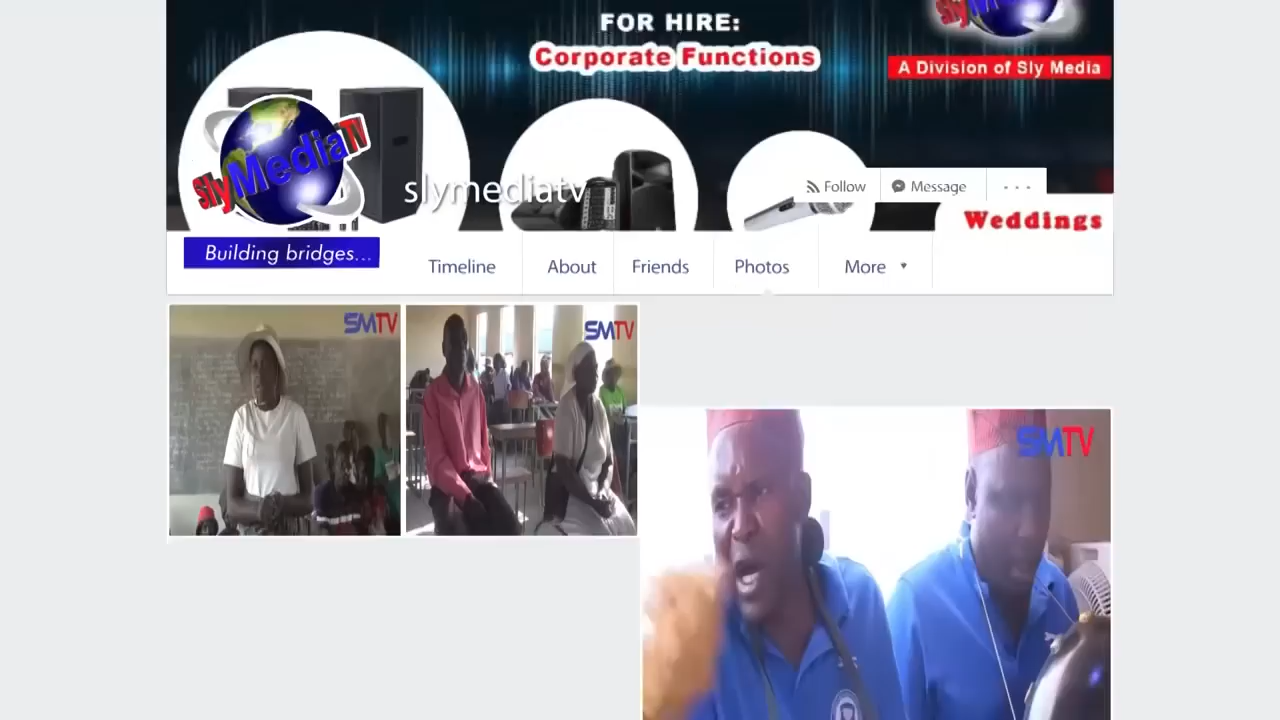 FOR HIRE:
Corporate Functions
A Division of Sly Media
SlyMediaTV
slymediatv
Follow
Message
Weddings
Building bridges...
Timeline
About
Friends
Photos
More
SMTV
SMTV
SMTV